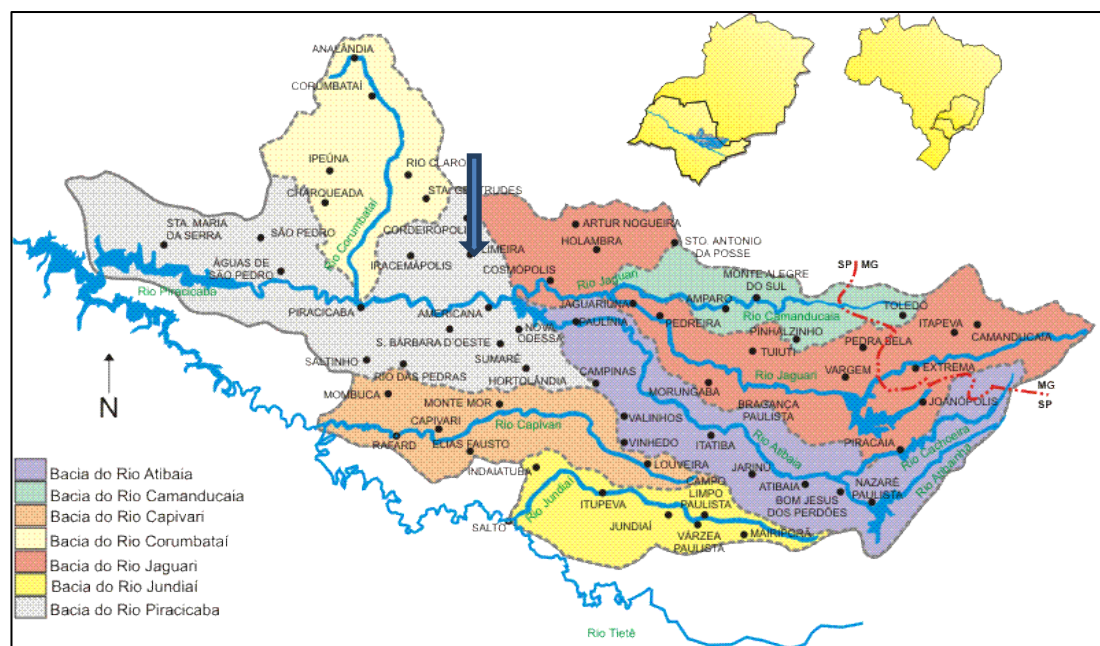 ANALÂNDIA
CORUMBATAÍ
IPEÚNA
RIO CLARO
CHARQUEADA
STA. GERTRUDES
STA. MARIA
DA SERRA
SÃO PEDRO
CORDEIRÓPOLIS
ARTUR NOGUEIRA
HOLAMBRA
STO. ANTONIO
DA POSSE
LIMEIRA
IRACEMÁPOLIS
Rio Corumbataí
ÁGUAS DE
SÃO PEDRO
COSMÓPOLIS
Rio Jaguari
MONTE ALEGRE
DO SUL
SP
MG
Rio Piracicaba
PIRACICABA
AMERICANA
JAGUARIÚNA
AMPARO
Rio Camanducaia
TOLEDO
PAULÍNIA
PEDREIRA
PINHALZINHO
ITAPEVA
NOVA
ODESSA
S. BÁRBARA D'OESTE
PEDRA BELA
CAMANDUCAIA
TUIUTI
SUMARÉ
SALTINHO
RIO DAS PEDRAS
HORTOLÂNDIA
CAMPINAS
Rio Jaguari
VARGEM
EXTREMA
MORUNGABA
MOMBUCA
MONTE MOR
BRAGANÇA
PAULISTA
JOANÓPOLIS
MG
SP
CAPIVARI
Rio Capivari
VALINHOS
RAFARD
ELIAS FAUSTO
VINHEDO
ITATIBA
Rio Atibaia
PIRACAIA
Rio Cachoeira
Rio Atibainha
INDAIATUBA
LOUVEIRA
JARINÚ
CAMPO
LIMPO
PAULISTA
ATIBAIA
NAZARÉ
PAULISTA
BOM JESUS
DOS PERDÕES
Rio Jundiaí
ITUPEVA
SALTO
JUNDIAÍ
VÁRZEA
PAULISTA
MAIRIPORÃ
Rio Tietê
N
Bacia do Rio Atibaia
Bacia do Rio Camanducaia
Bacia do Rio Capivari
Bacia do Rio Corumbataí
Bacia do Rio Jaguari
Bacia do Rio Jundiaí
Bacia do Rio Piracicaba